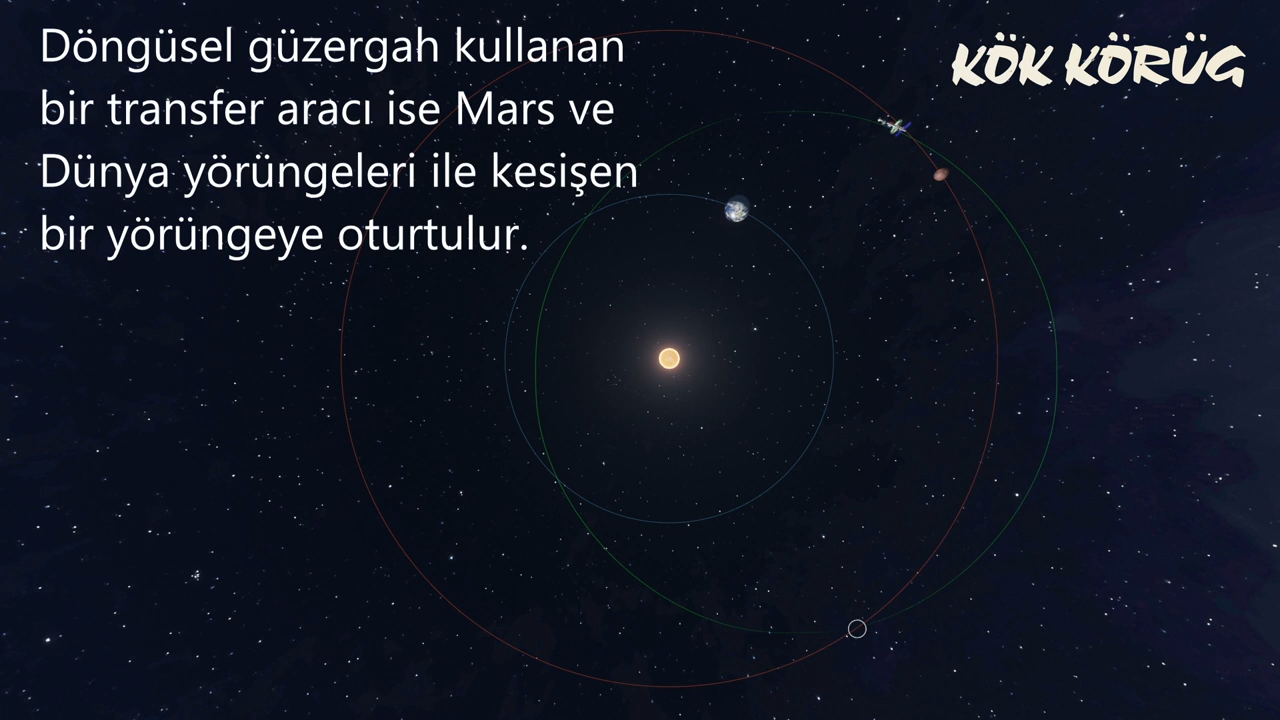 Döngüsel güzergah kullanan
bir transfer aracı ise Mars ve
Dünya yörüngeleri ile kesişen
bir yörüngeye oturtulur.
KÖK KÖRÜG